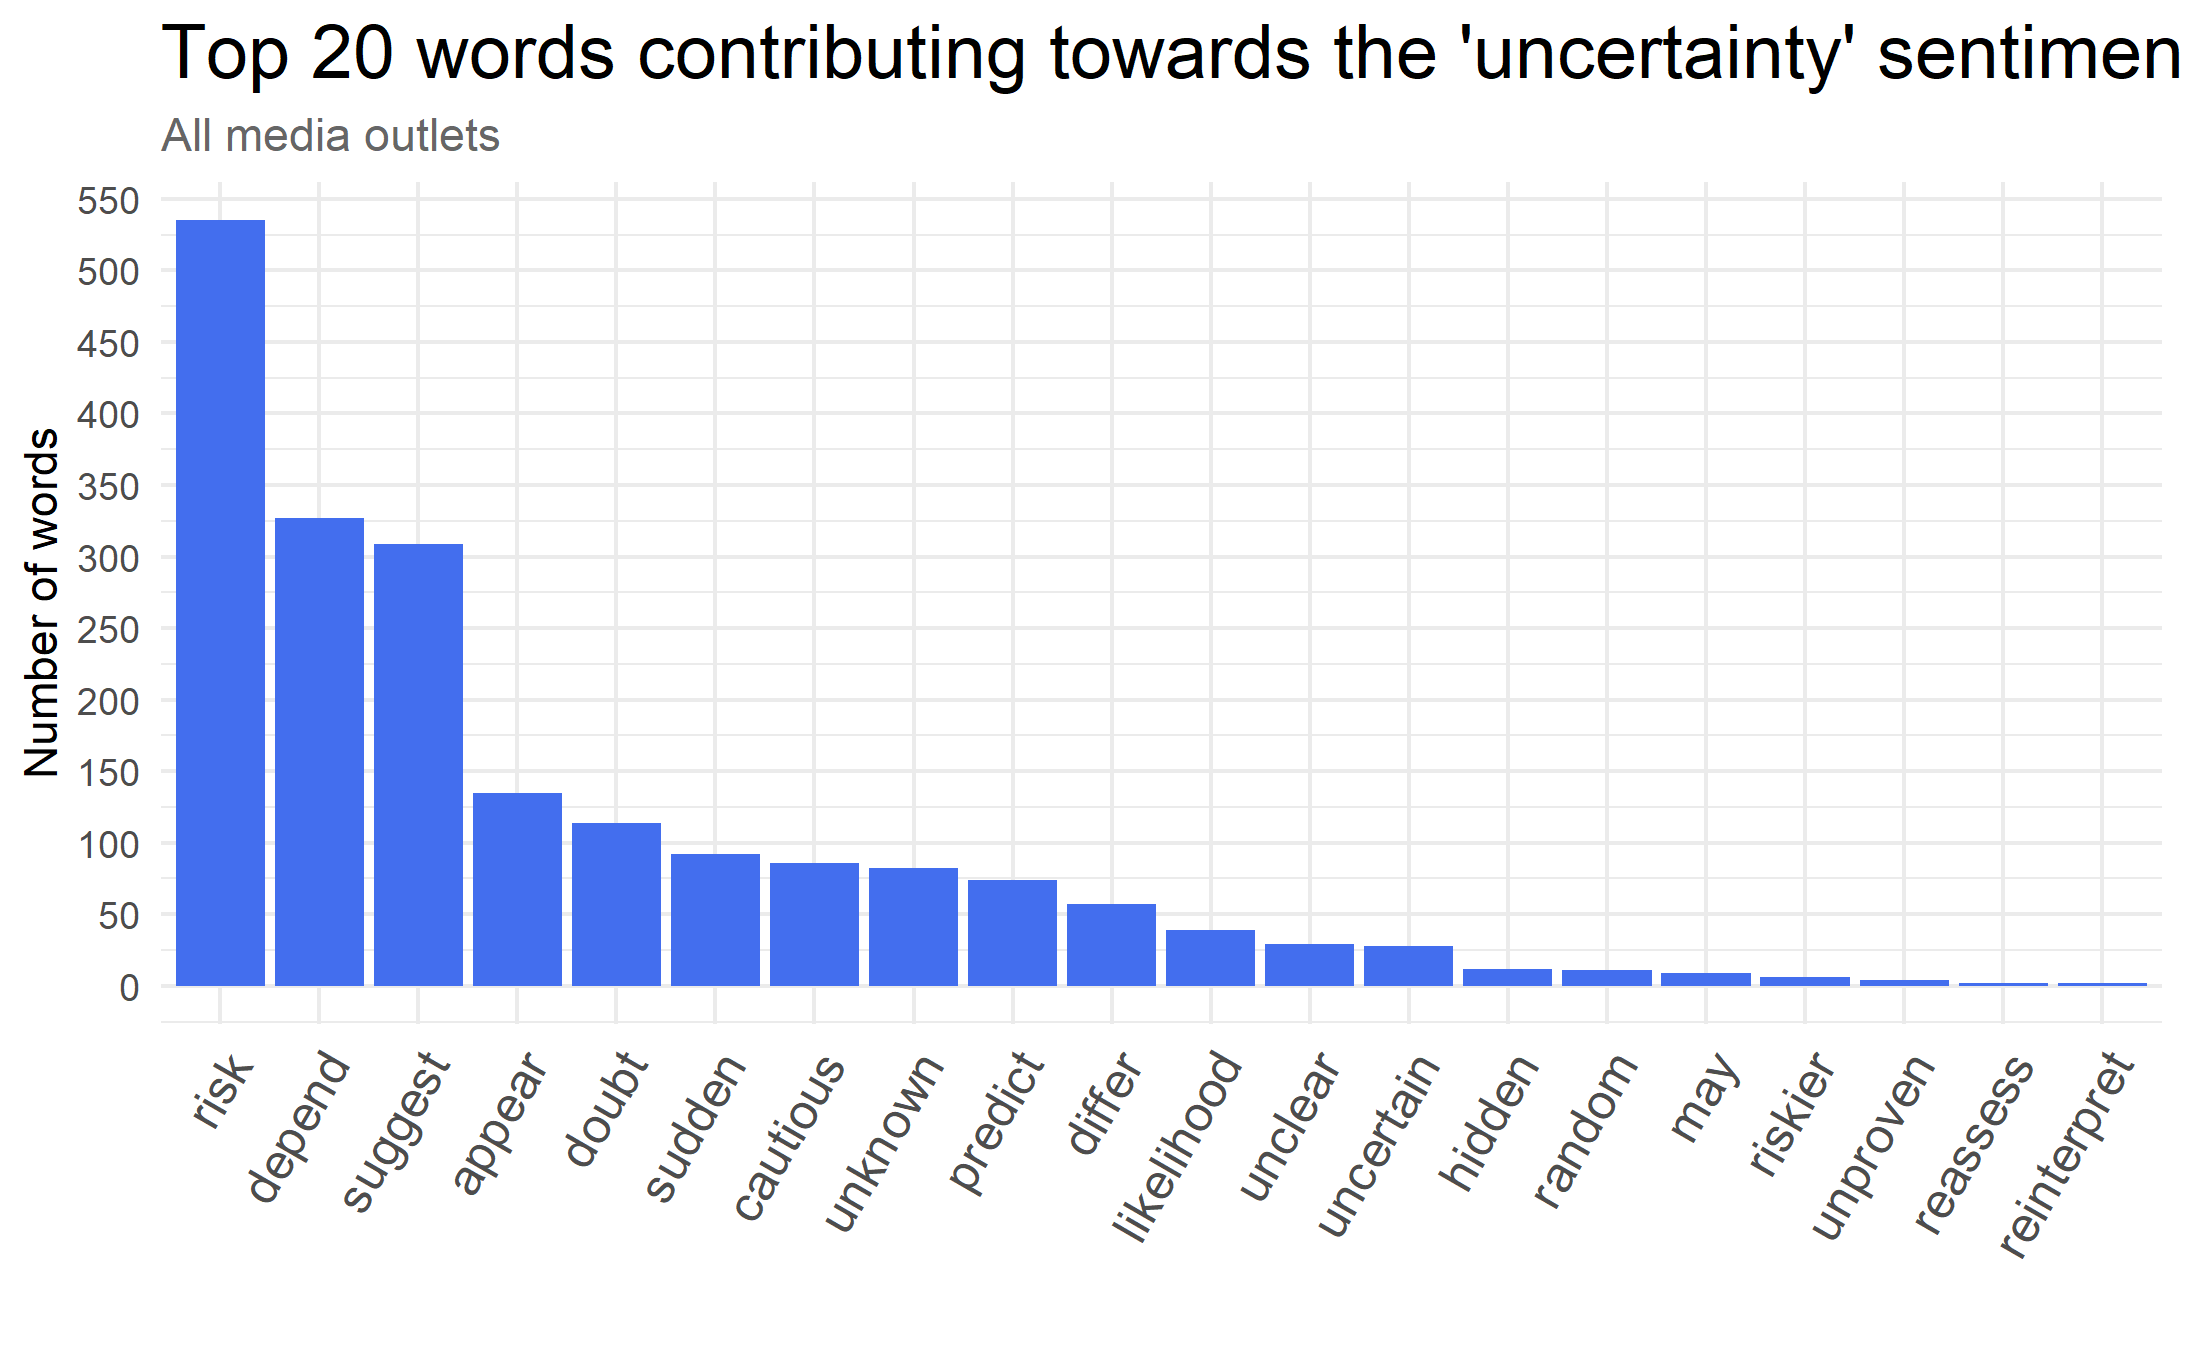 Top 20 words contributing towards the 'uncertainty' sentimen
All media outlets
Number of words
550
500
450
400
350
300
250
200
150
100
50
0
risk
depend
suggest
appear
doubt
sudden
cautious
unknown
predict
differ
likelihood
unclear
uncertain
hidden
random
may
riskier
unproven
reassess
reinterpret